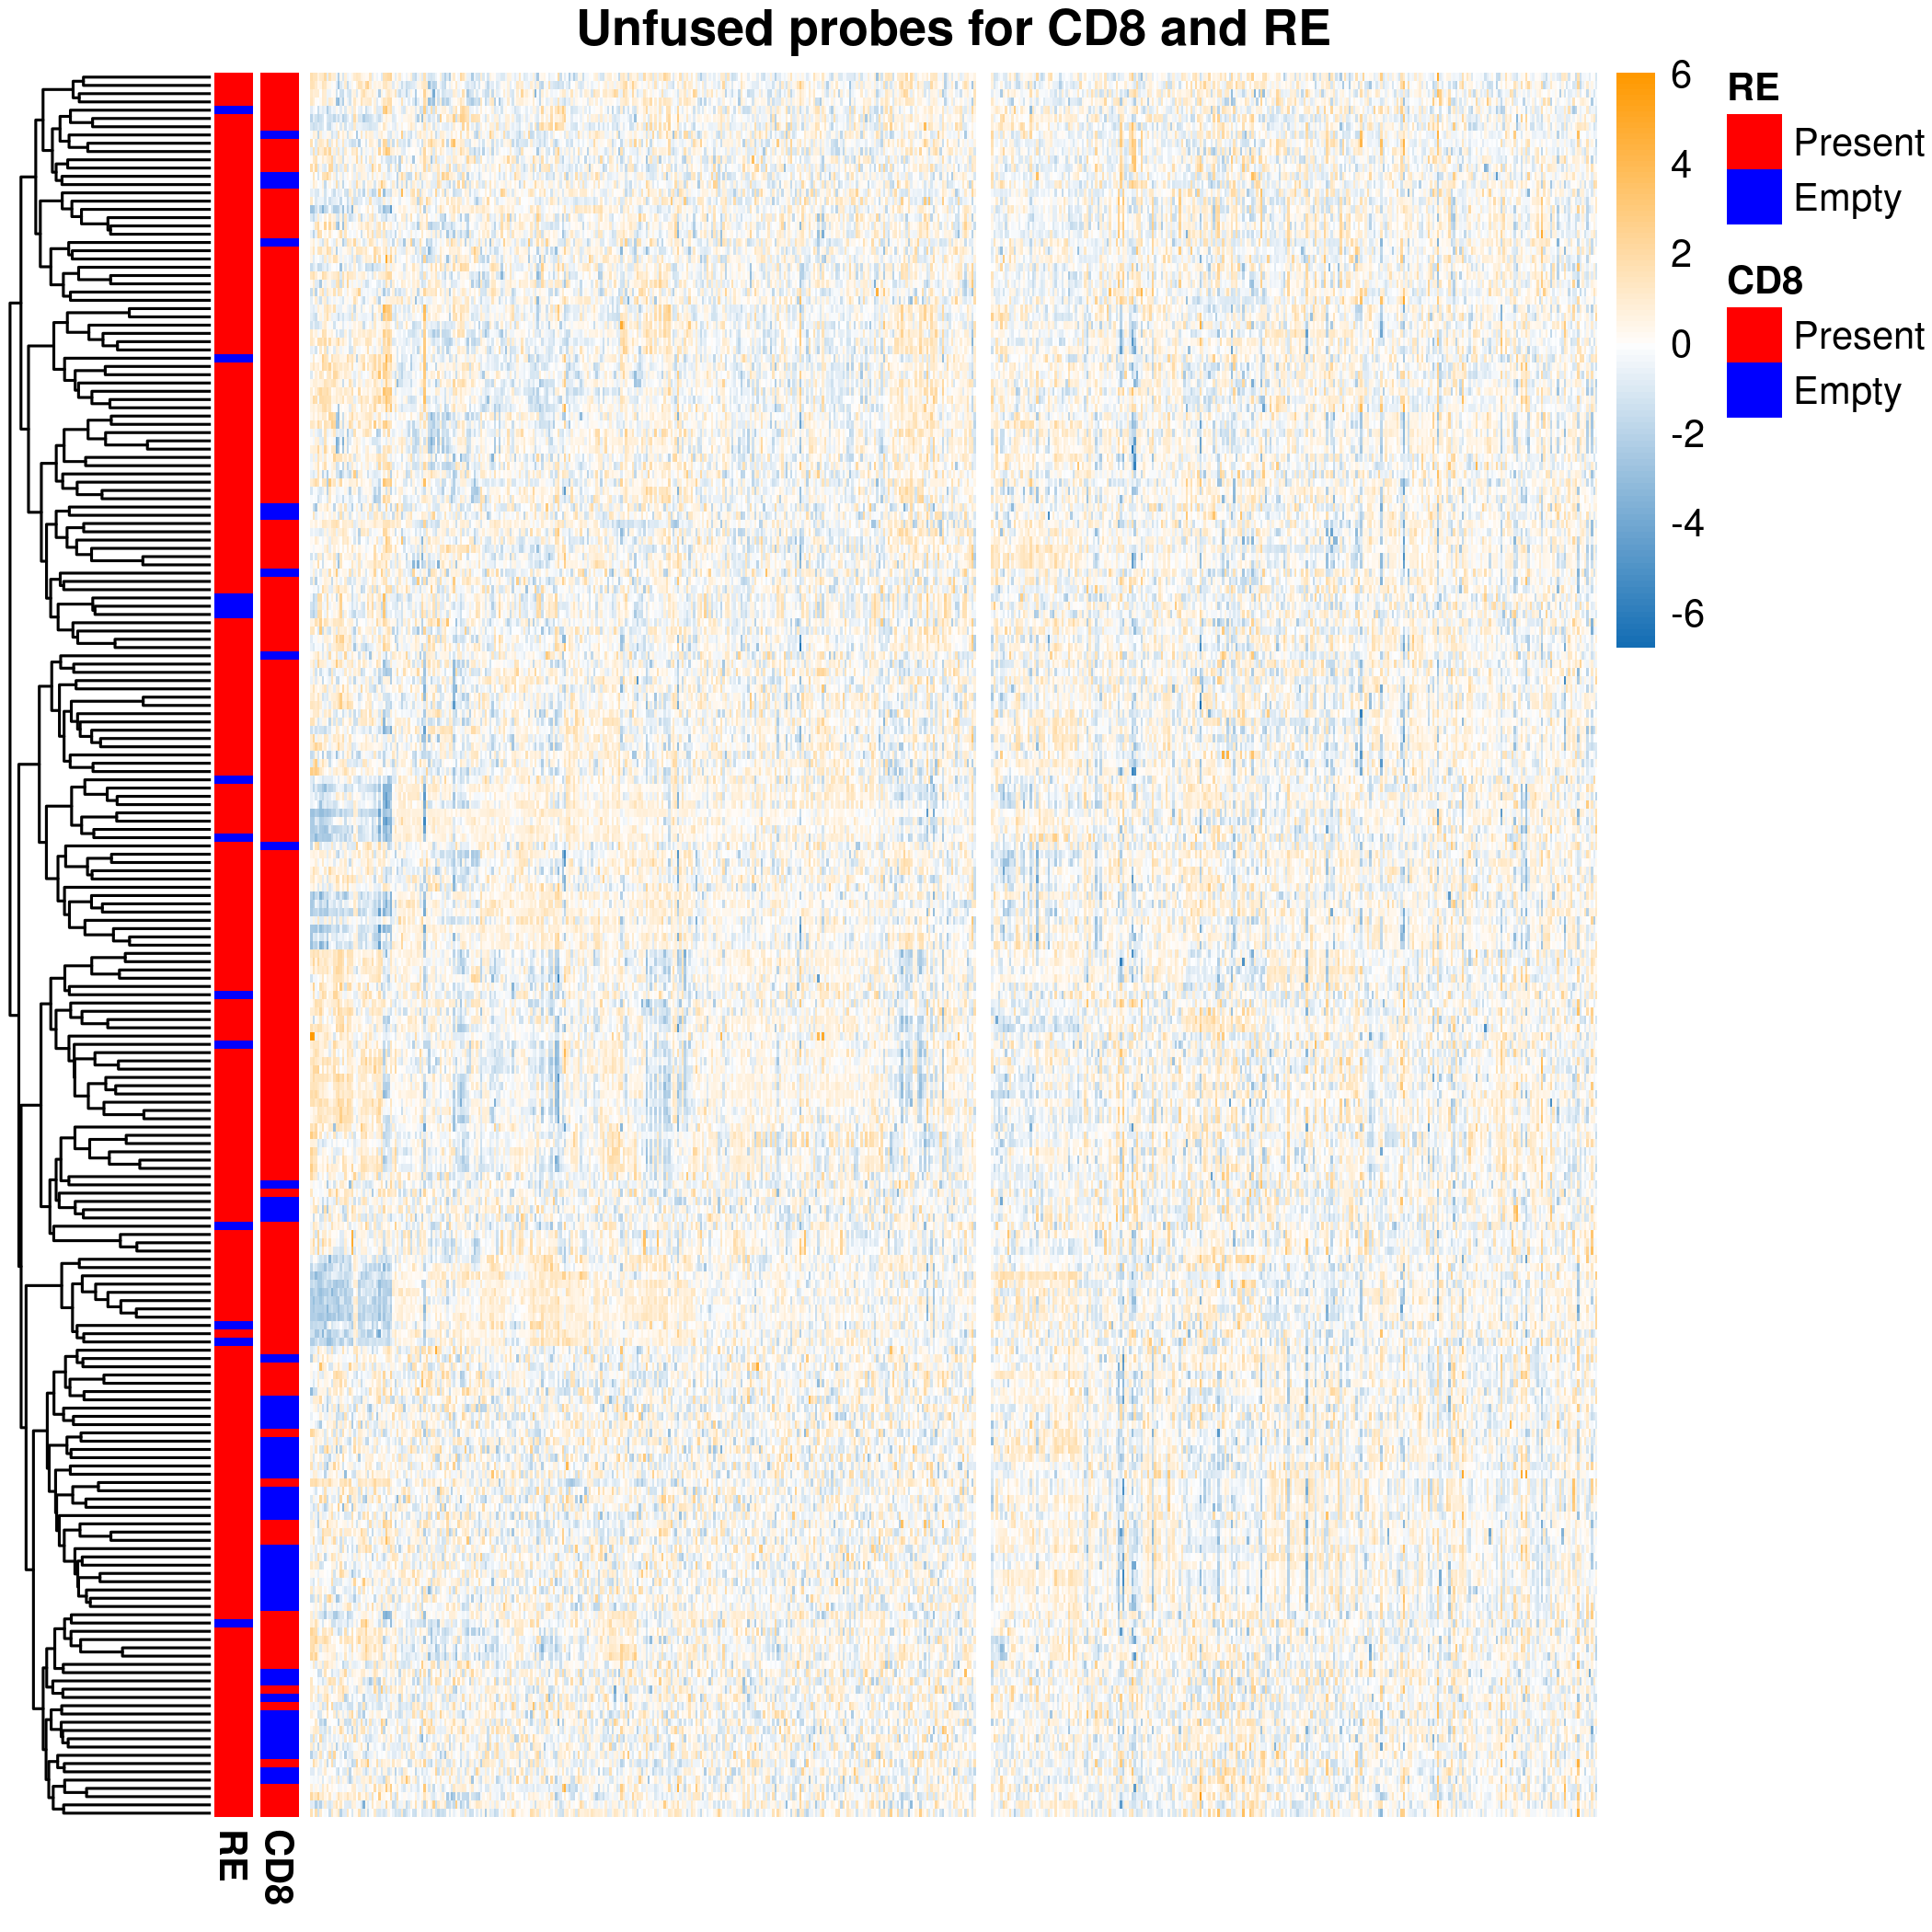 Unfused probes for CD8 and RE
6
4
2
0
-2
-4
-6
RE
Present
Empty
CD8
Present
Empty
RE
CD8